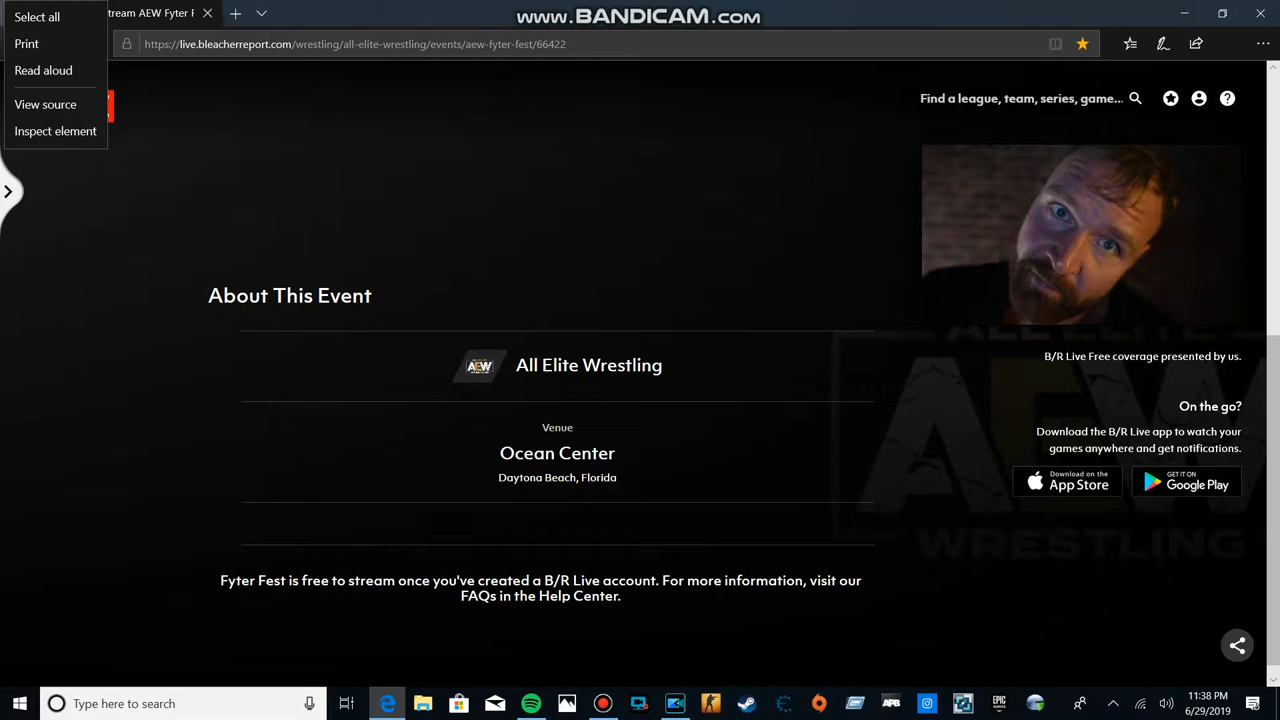 Select all
Print
Read aloud
View source
Inspect element
tream AEW Fyter F
www.BANDICAM.com
https://live.bleacherreport.com/wrestling/all-elite-wrestling/events/aew-fyter-fest/66422
Find a league, team, series, game...
About This Event
AEW
All Elite Wrestling
Venue
Ocean Center
Daytona Beach, Florida
Fyter Fest is free to stream once you've created a B/R Live account. For more information, visit our
FAQs in the Help Center.
B/R Live Free coverage presented by us.
On the go?
Download the B/R Live app to watch your
games anywhere and get notifications.
Download on the
App Store
GET IT ON
Google Play
ALL ELITE
AEW
WRESTLING
Type here to search
APB
EPIC
GAMES
11:38 PM
6/29/2019